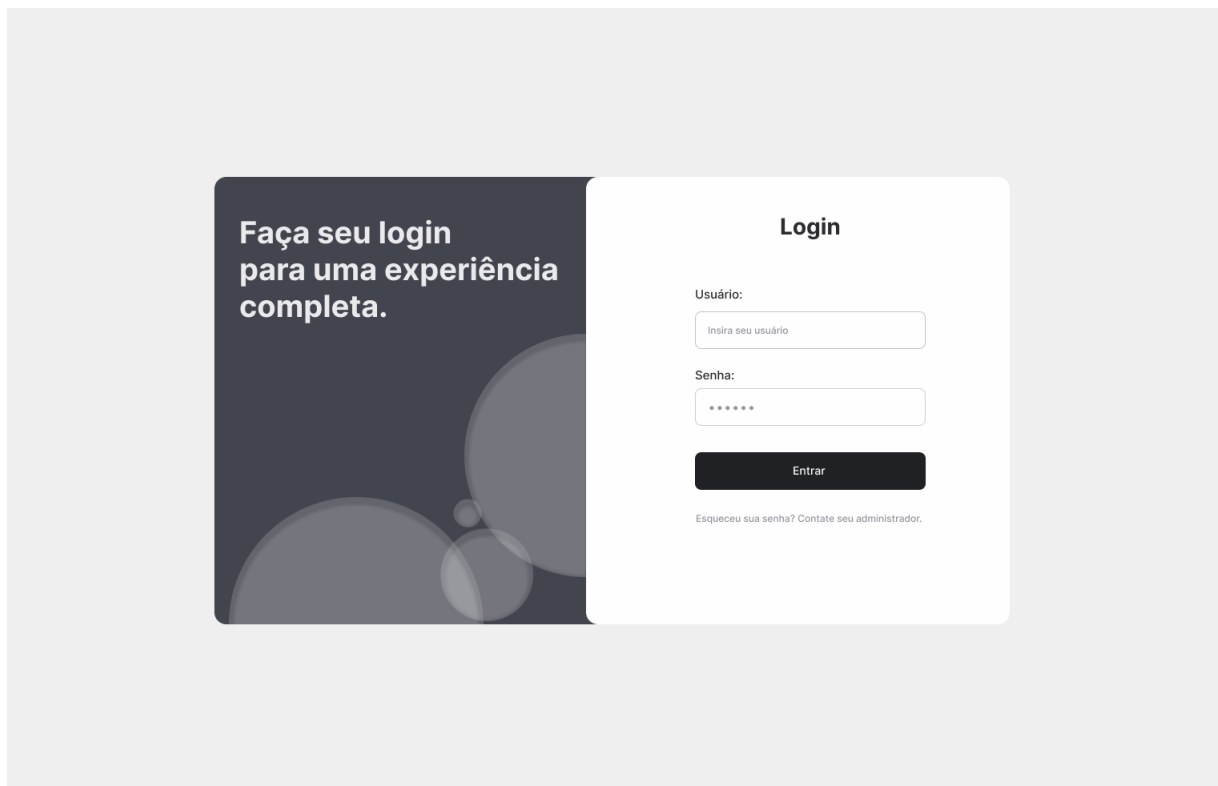 Faça seu login
para uma experiência
completa.
Login
Usuário:
Insira seu usuário
Senha:
••••••
Entrar
Esqueceu sua senha? Contate seu administrador.